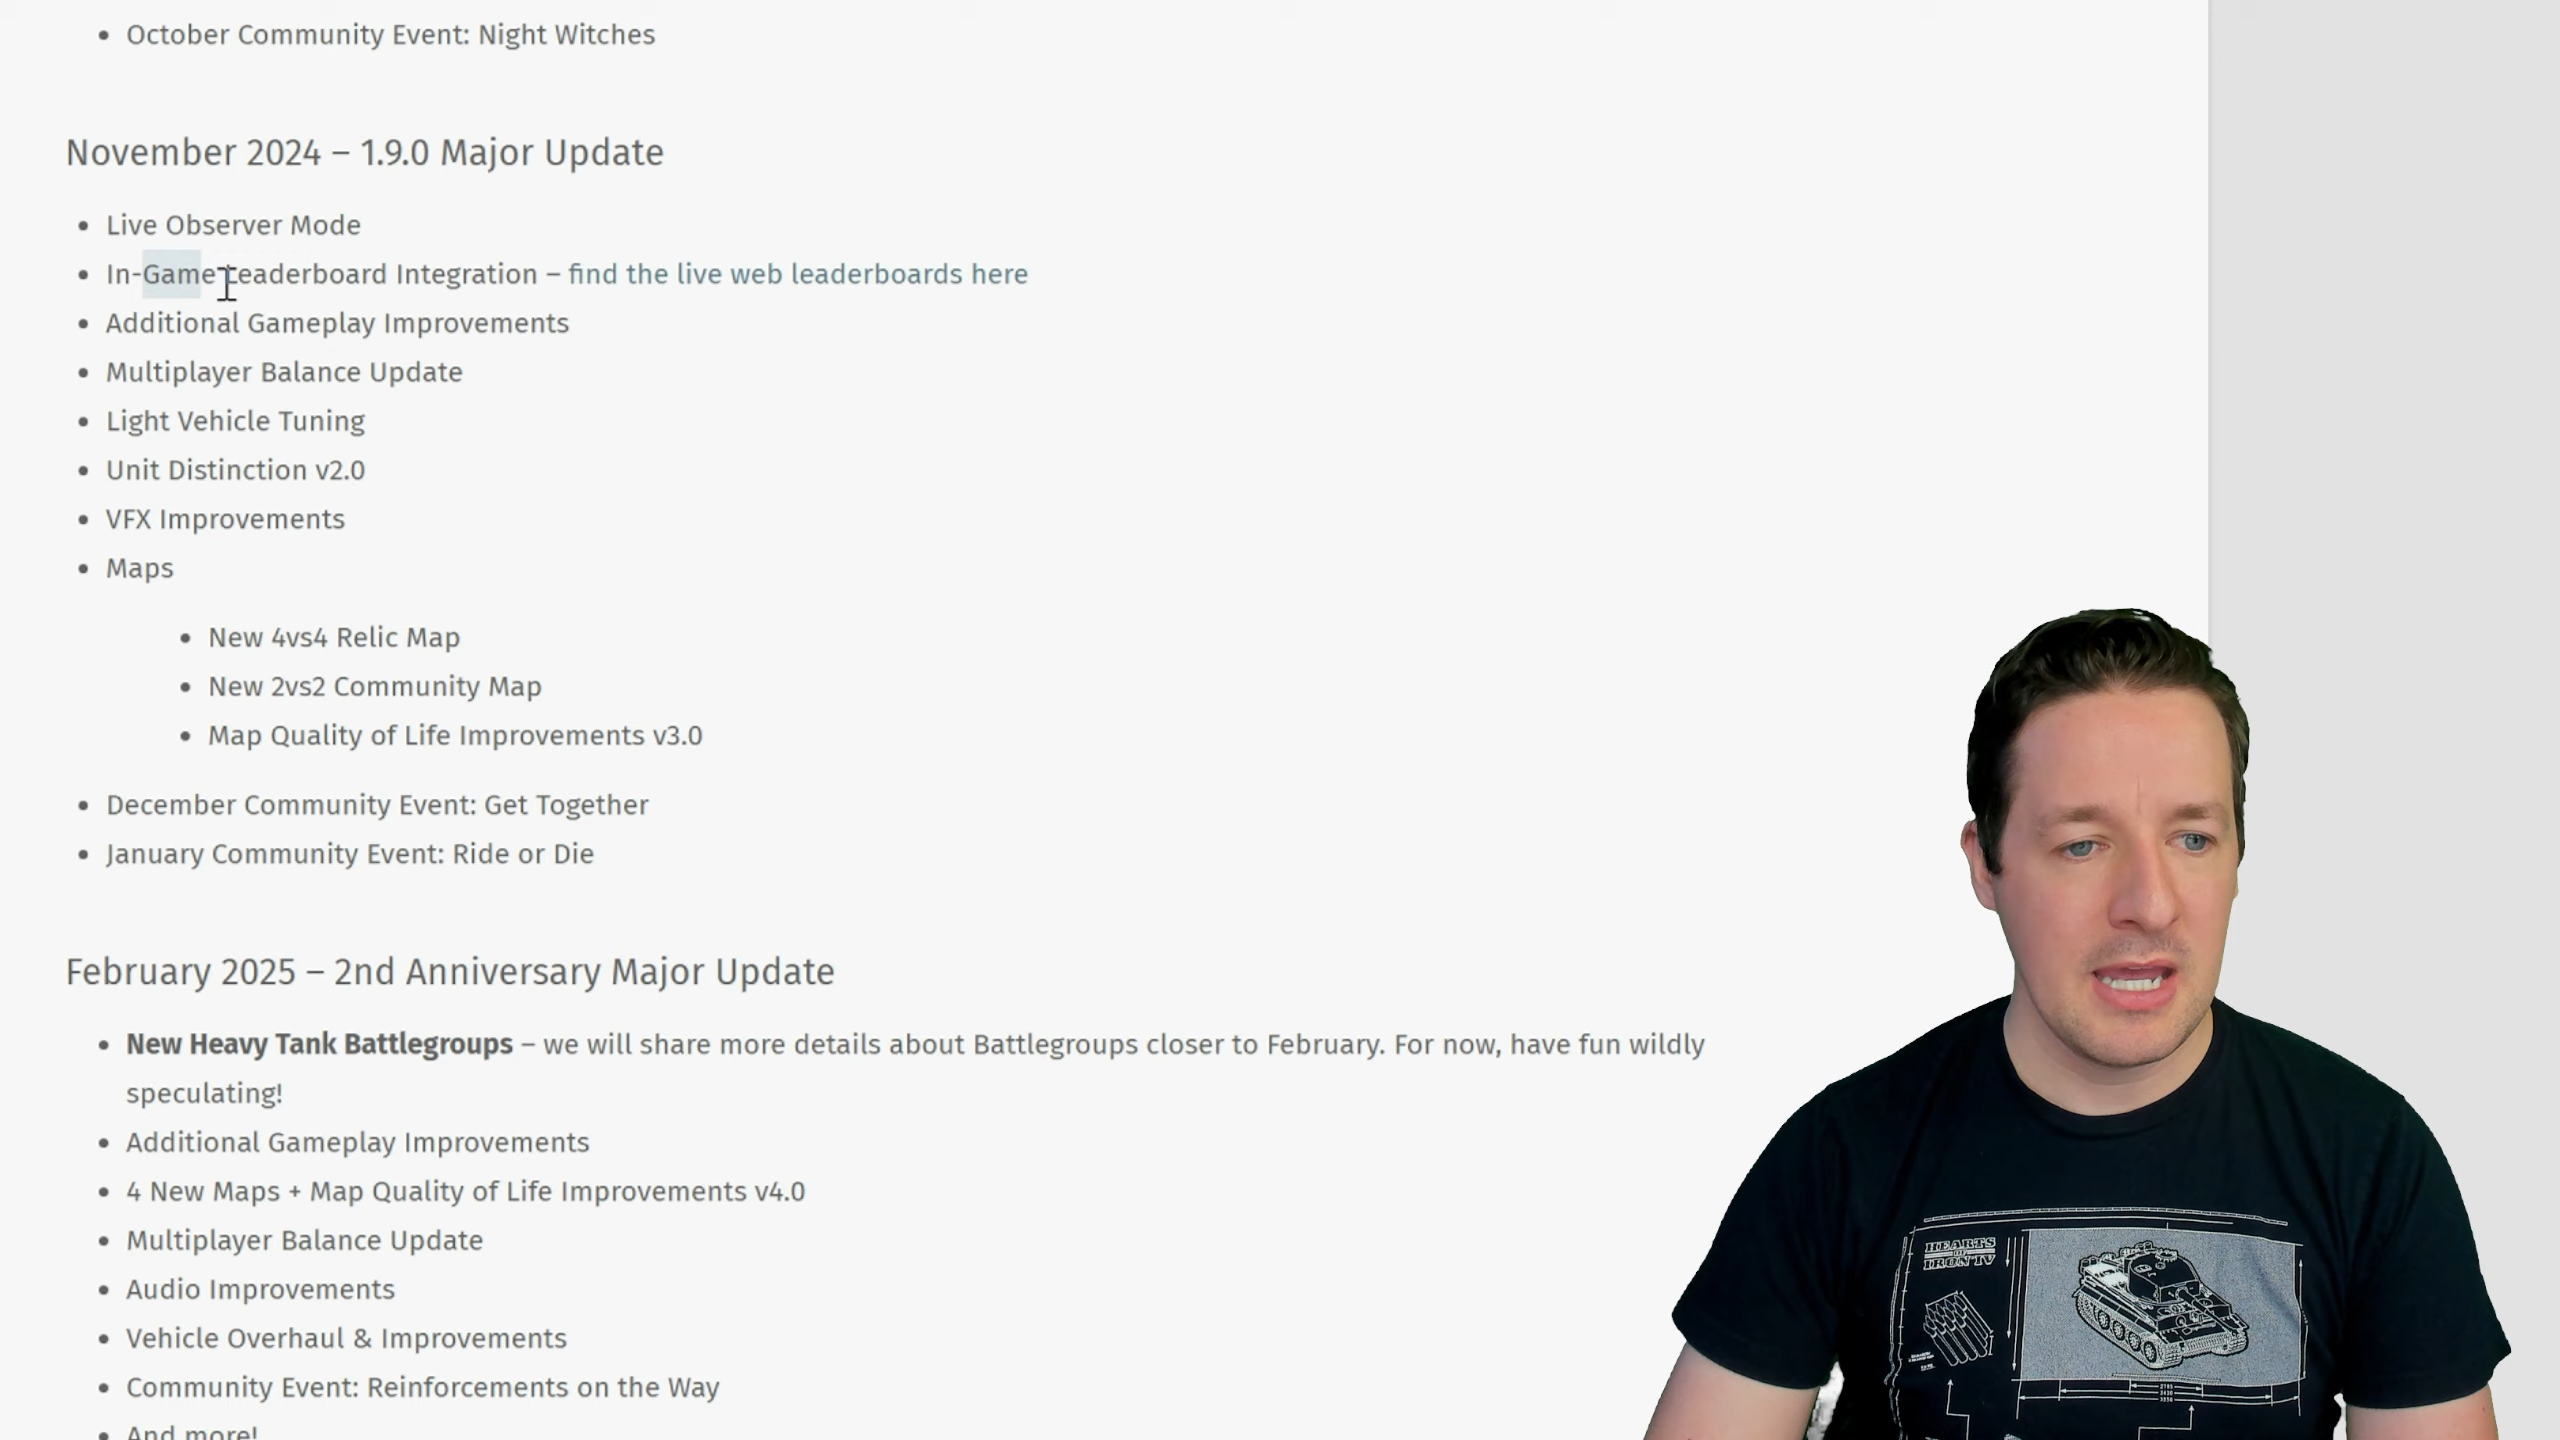 October Community Event: Night Witches
November 2024 – 1.9.0 Major Update
Live Observer Mode
In-Game Leaderboard Integration – find the live web leaderboards here
Additional Gameplay Improvements
Multiplayer Balance Update
Light Vehicle Tuning
Unit Distinction v2.0
VFX Improvements
Maps
New 4vs4 Relic Map
New 2vs2 Community Map
Map Quality of Life Improvements v3.0
December Community Event: Get Together
January Community Event: Ride or Die
February 2025 – 2nd Anniversary Major Update
New Heavy Tank Battlegroups – we will share more details about Battlegroups closer to February. For now, have fun wildly
speculating!
Additional Gameplay Improvements
4 New Maps + Map Quality of Life Improvements v4.0
Multiplayer Balance Update
Audio Improvements
Vehicle Overhaul & Improvements
Community Event: Reinforcements on the Way
And more!
HEARTS
OF
IRON IV